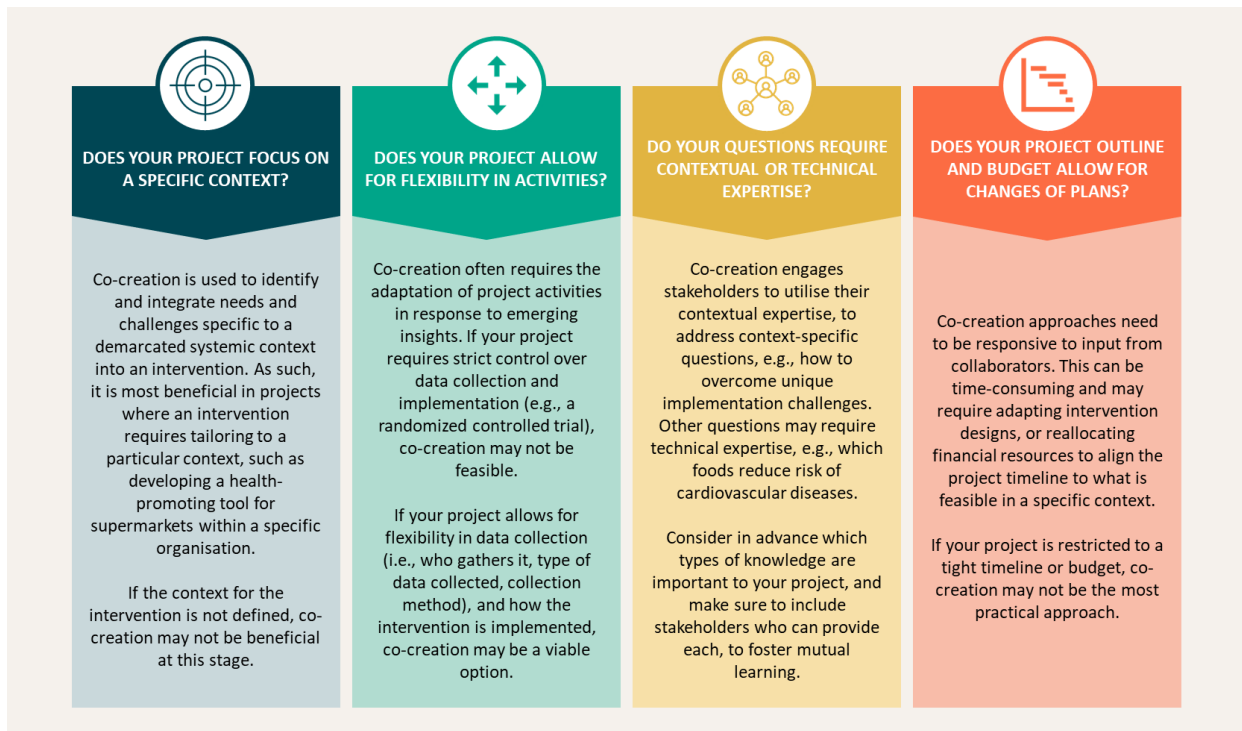 DOES YOUR PROJECT FOCUS ON
A SPECIFIC CONTEXT?
Co-creation is used to identify
and integrate needs and
challenges specific to a
demarcated systemic context
into an intervention. As such,
it is most beneficial in projects
where an intervention
requires tailoring to a
particular context, such as
developing a health-
promoting tool for
supermarkets within a specific
organisation.
If the context for the
intervention is not defined, co-
creation may not be beneficial
at this stage.
DOES YOUR PROJECT ALLOW
FOR FLEXIBILITY IN ACTIVITIES?
Co-creation often requires the
adaptation of project activities
in response to emerging
insights. If your project
requires strict control over
data collection and
implementation (e.g., a
randomized controlled trial),
co-creation may not be
feasible.
If your project allows for
flexibility in data collection
(i.e., who gathers it, type of
data collected, collection
method), and how the
intervention is implemented,
co-creation may be a viable
option.
DO YOUR QUESTIONS REQUIRE
CONTEXTUAL OR TECHNICAL
EXPERTISE?
Co-creation engages
stakeholders to utilise their
contextual expertise, to
address context-specific
questions, e.g., how to
overcome unique
implementation challenges.
Other questions may require
technical expertise, e.g., which
foods reduce risk of
cardiovascular diseases.
Consider in advance which
types of knowledge are
important to your project, and
make sure to include
stakeholders who can provide
each, to foster mutual
learning.
DOES YOUR PROJECT OUTLINE
AND BUDGET ALLOW FOR
CHANGES OF PLANS?
Co-creation approaches need
to be responsive to input from
collaborators. This can be
time-consuming and may
require adapting intervention
designs, or reallocating
financial resources to align the
project timeline to what is
feasible in a specific context.
If your project is restricted to a
tight timeline or budget, co-
creation may not be the most
practical approach.